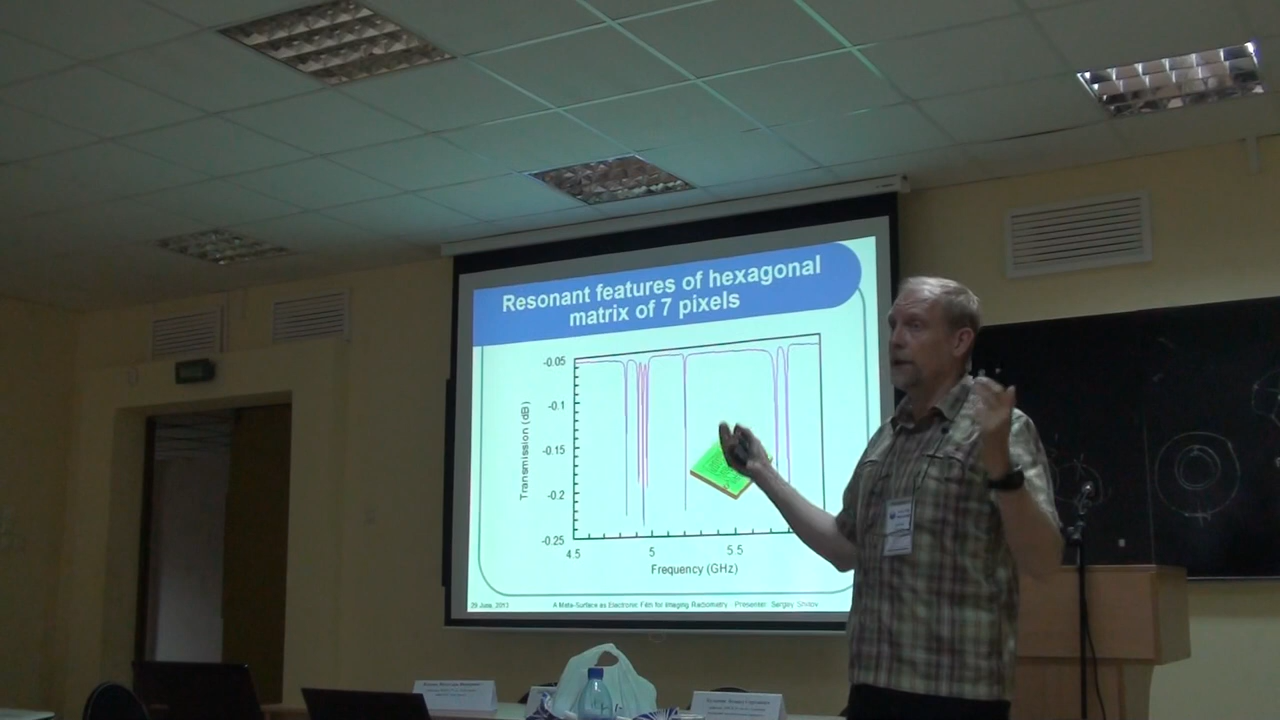 Resonant features of hexagonal
matrix of 7 pixels
-0.05
-0.1
-0.15
-0.2
-0.25
Transmission (dB)
4.5
5
5.5
Frequency (GHz)
29 June, 2013
A Meta-Surface as Electronic Film for Imaging Radiometry Presenter: Sergey Shilov